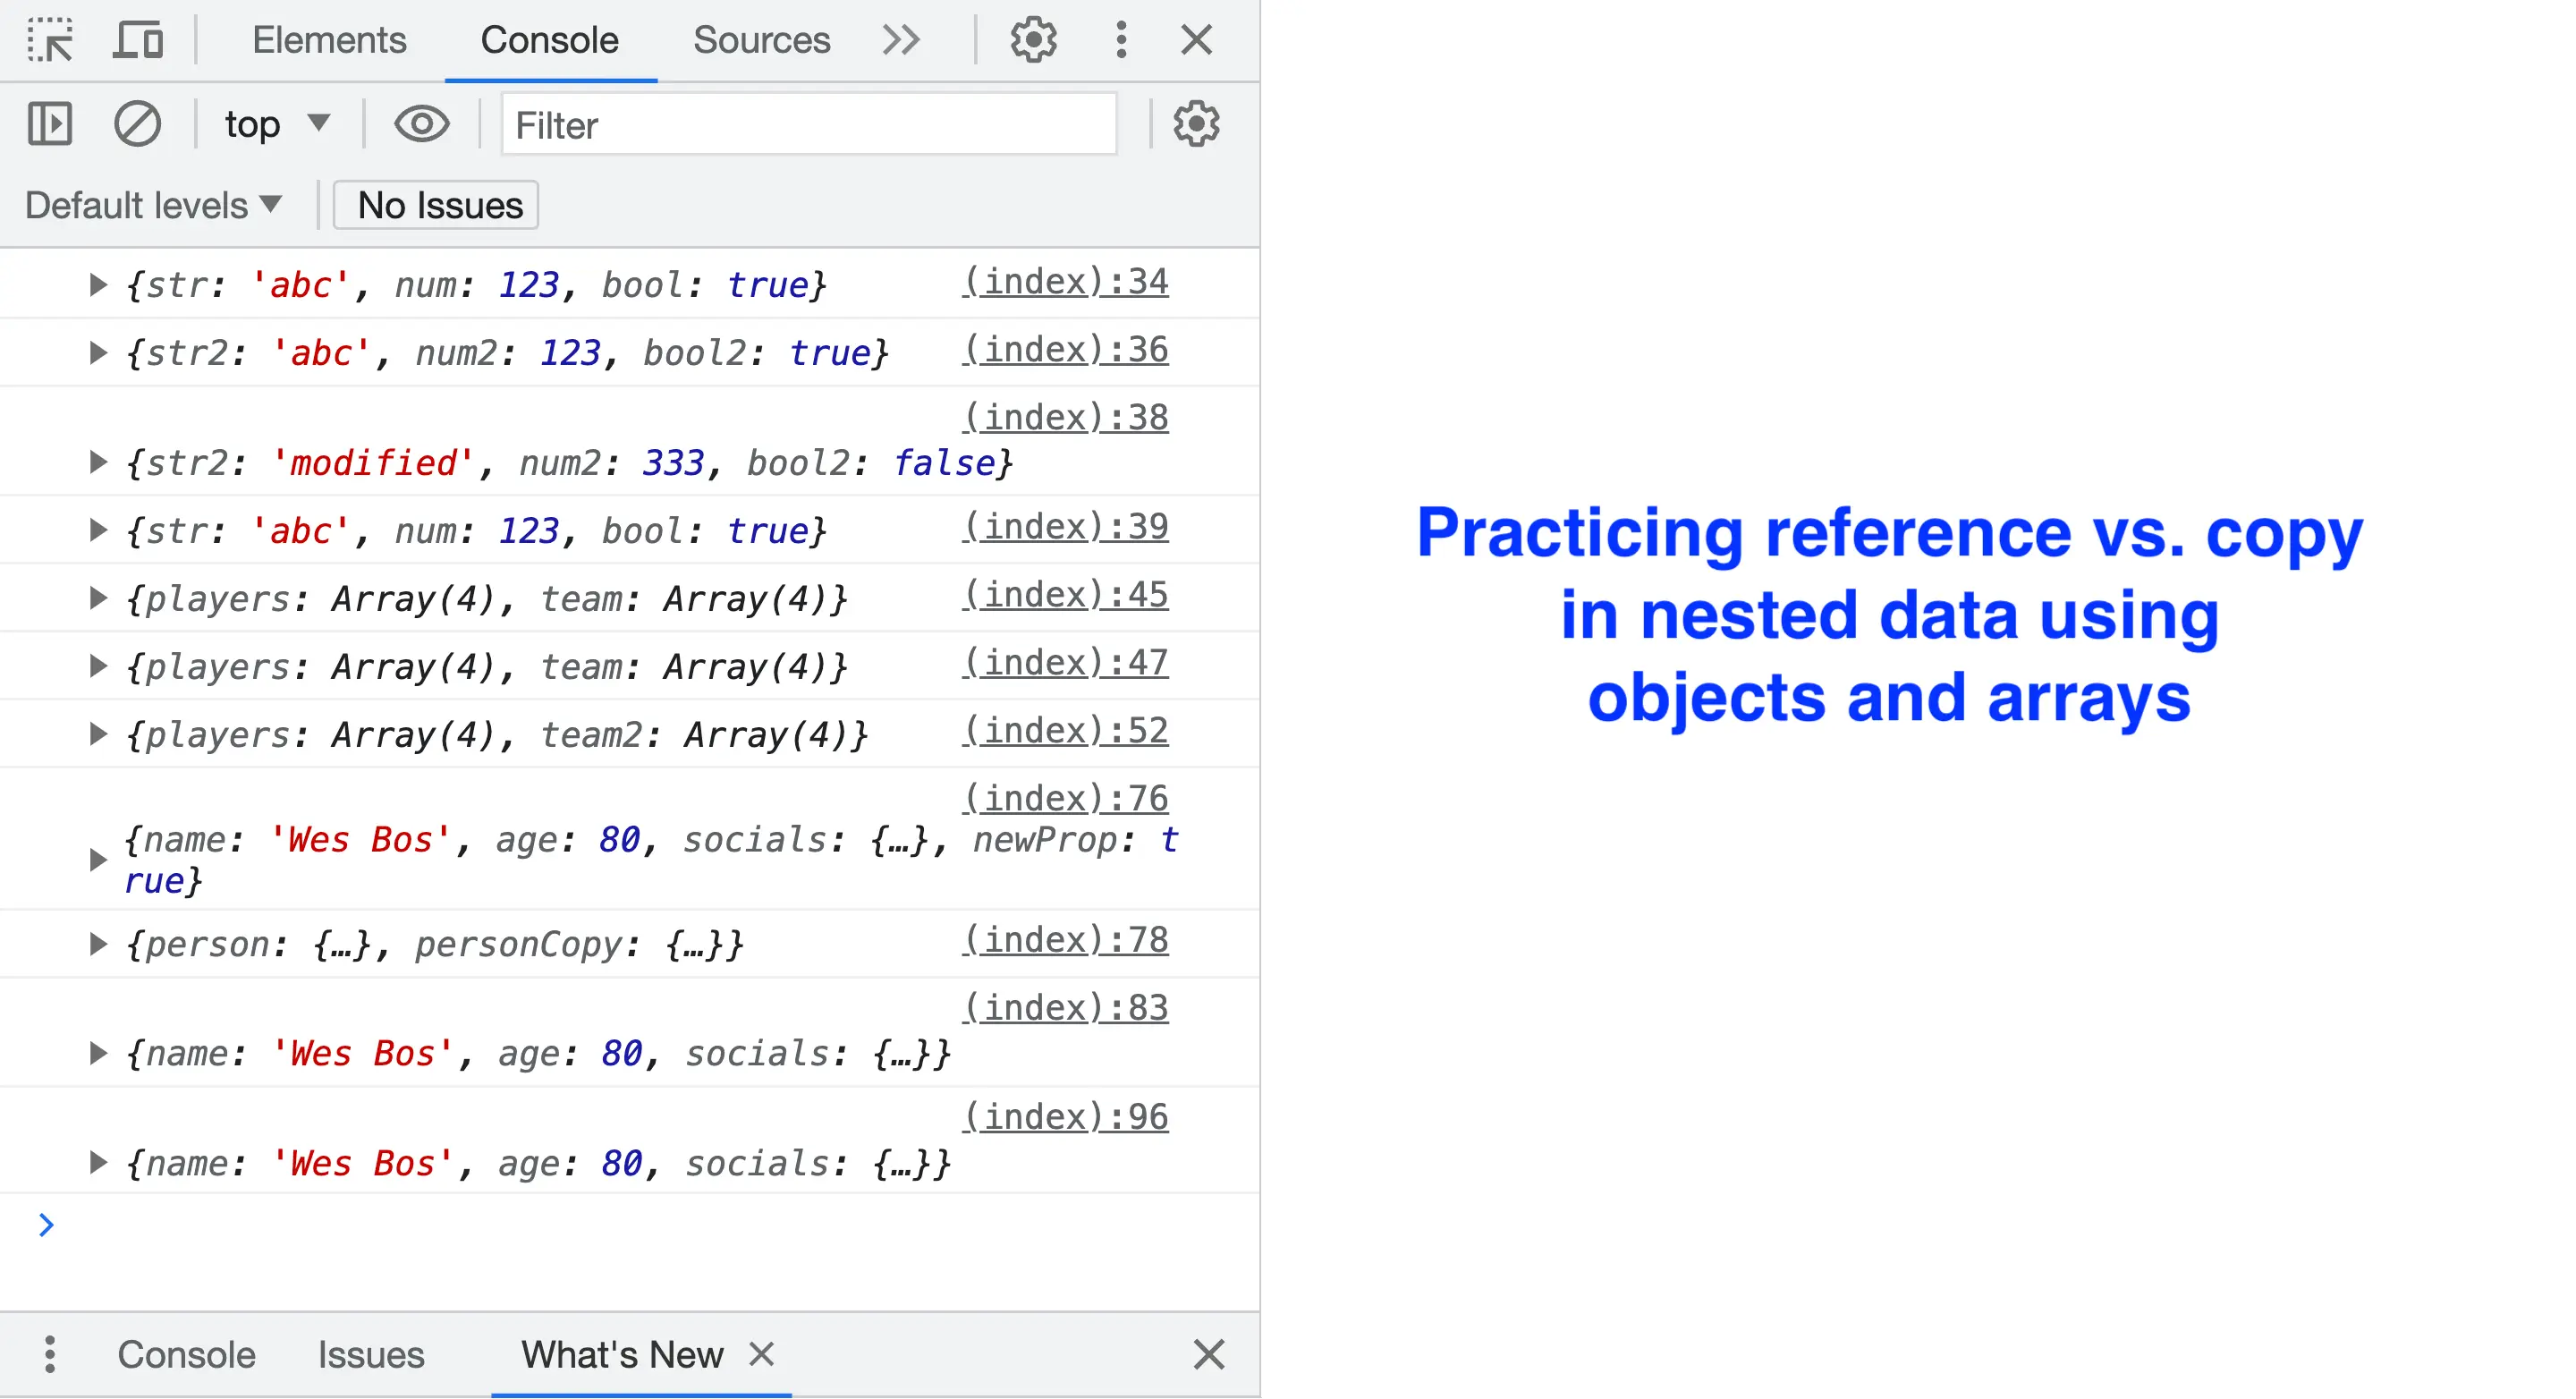 Elements Console Sources
top Filter
Default levels No Issues
{str: 'abc', num: 123, bool: true} (index):34
{str2: 'abc', num2: 123, bool2: true} (index):36
(index):38
{str2: 'modified', num2: 333, bool2: false}
{str: 'abc', num: 123, bool: true} (index):39
{players: Array(4), team: Array(4)} (index):45
{players: Array(4), team: Array(4)} (index):47
{players: Array(4), team2: Array(4)} (index):52
(index):76
{name: 'Wes Bos', age: 80, socials: {…}, newProp: t
rue}
{person: {…}, personCopy: {…}} (index):78
(index):83
{name: 'Wes Bos', age: 80, socials: {…}}
(index):96
{name: 'Wes Bos', age: 80, socials: {…}}
Console Issues What's New
Practicing reference vs. copy
in nested data using
objects and arrays